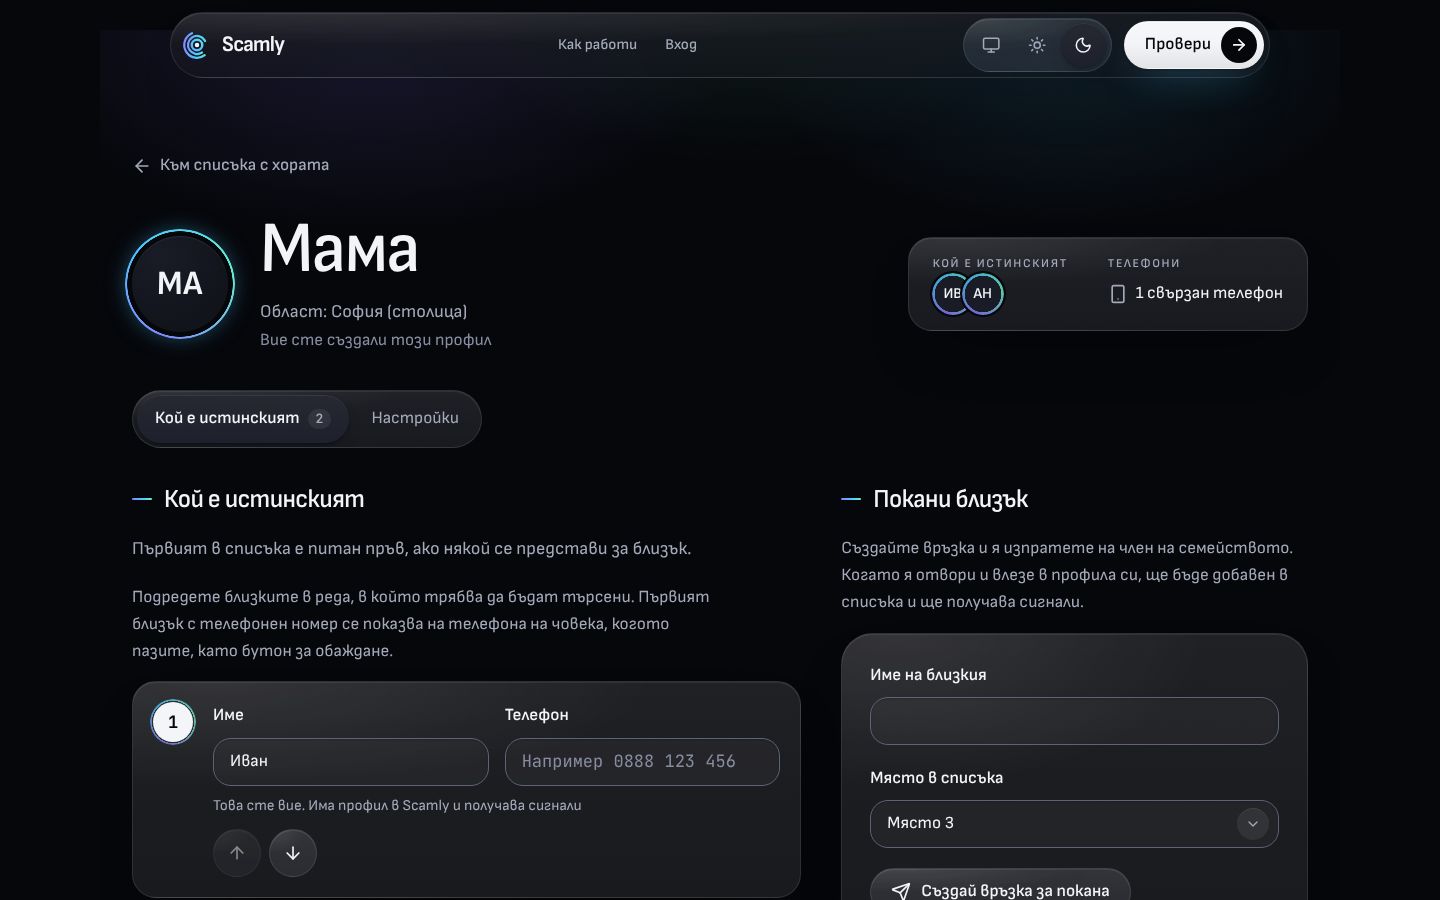 Scamly
Как работи
Вход
Провери
Към списъка с хората
МА
Мама
Област: София (столица)
Вие сте създали този профил
КОЙ Е ИСТИНСКИЯТ
ИВ
АН
ТЕЛЕФОНИ
1 свързан телефон
Кой е истинският 2
Настройки
Кой е истинският
Първият в списъка е питан пръв, ако някой се представи за близък.
Подредете близките в реда, в който трябва да бъдат търсени. Първият
близък с телефонен номер се показва на телефона на човека, когото
пазите, като бутон за обаждане.
1
Име
Телефон
Иван
Например 0888 123 456
Това сте вие. Има профил в Scamly и получава сигнали
Покани близък
Създайте връзка и я изпратете на член на семейството.
Когато я отвори и влезе в профила си, ще бъде добавен в
списъка и ще получава сигнали.
Име на близкия
Място в списъка
Място 3
Създай връзка за покана